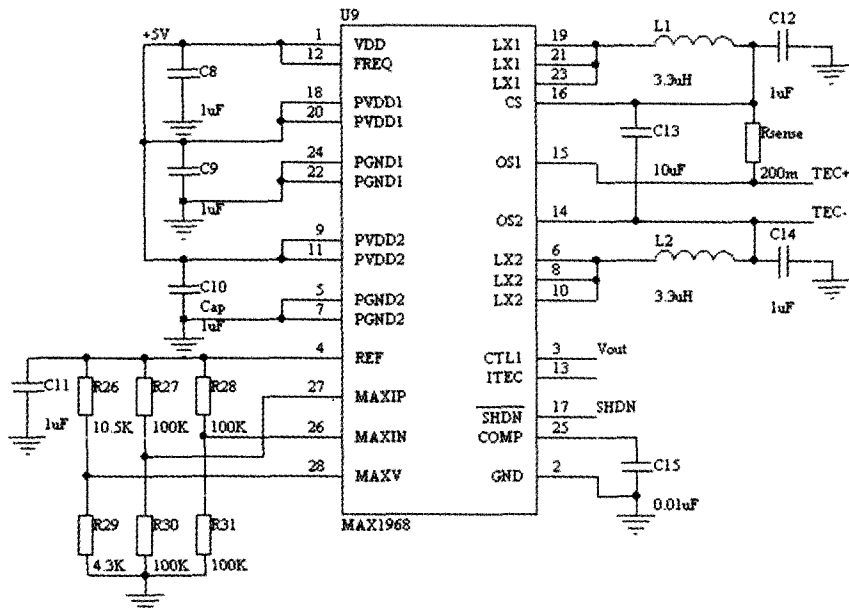 U9
+5V
1 VDD
12 FREQ
C8
1uF
18 PVDD1
20 PVDD1
C9
1uF
24 PGND1
22 PGND1
9 PVDD2
11 PVDD2
C10
Cap
1uF
5 PGND2
7 PGND2
4 REF
C11
1uF
R26 R27 R28
10.5K 100K 100K
27 MAXIP
26 MAXIN
28 MAXV
R29 R30 R31
4.3K 100K 100K
MAX1968
LX1 19
LX1 21
LX1 23
CS 16
L1
3.3uH
C12
1uF
C13
10uF
Rsense
200m
OS1 15
TEC+
OS2 14
TEC-
LX2 6
LX2 8
LX2 10
L2
3.3uH
C14
1uF
CTL1 3 Vout
ITEC 13
SHDN 17 SHDN
COMP 25
GND 2
C15
0.01uF